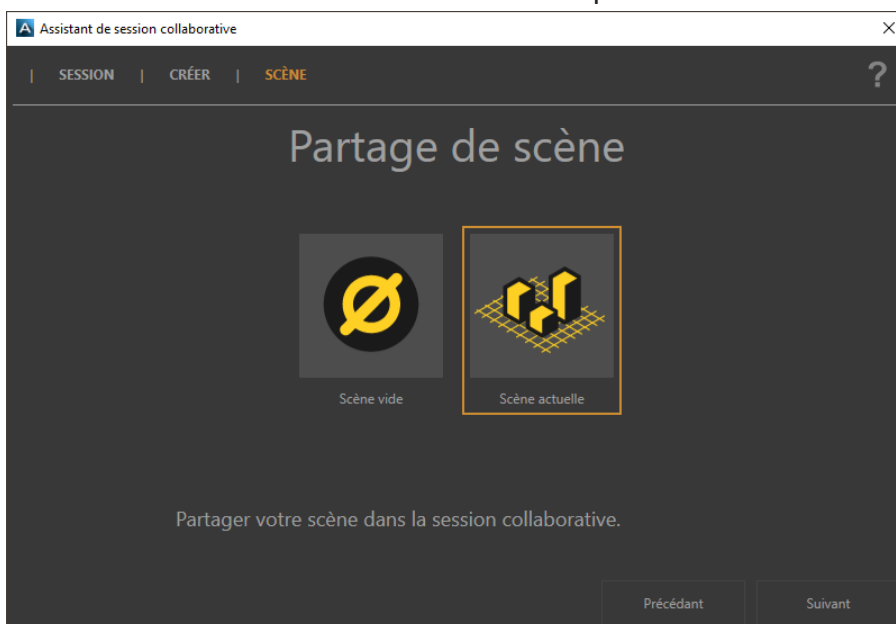 Assistant de session collaborative
| SESSION | CRÉER | SCÈNE ?
Partage de scène
Scène vide Scène actuelle
Partager votre scène dans la session collaborative.
Précédant Suivant